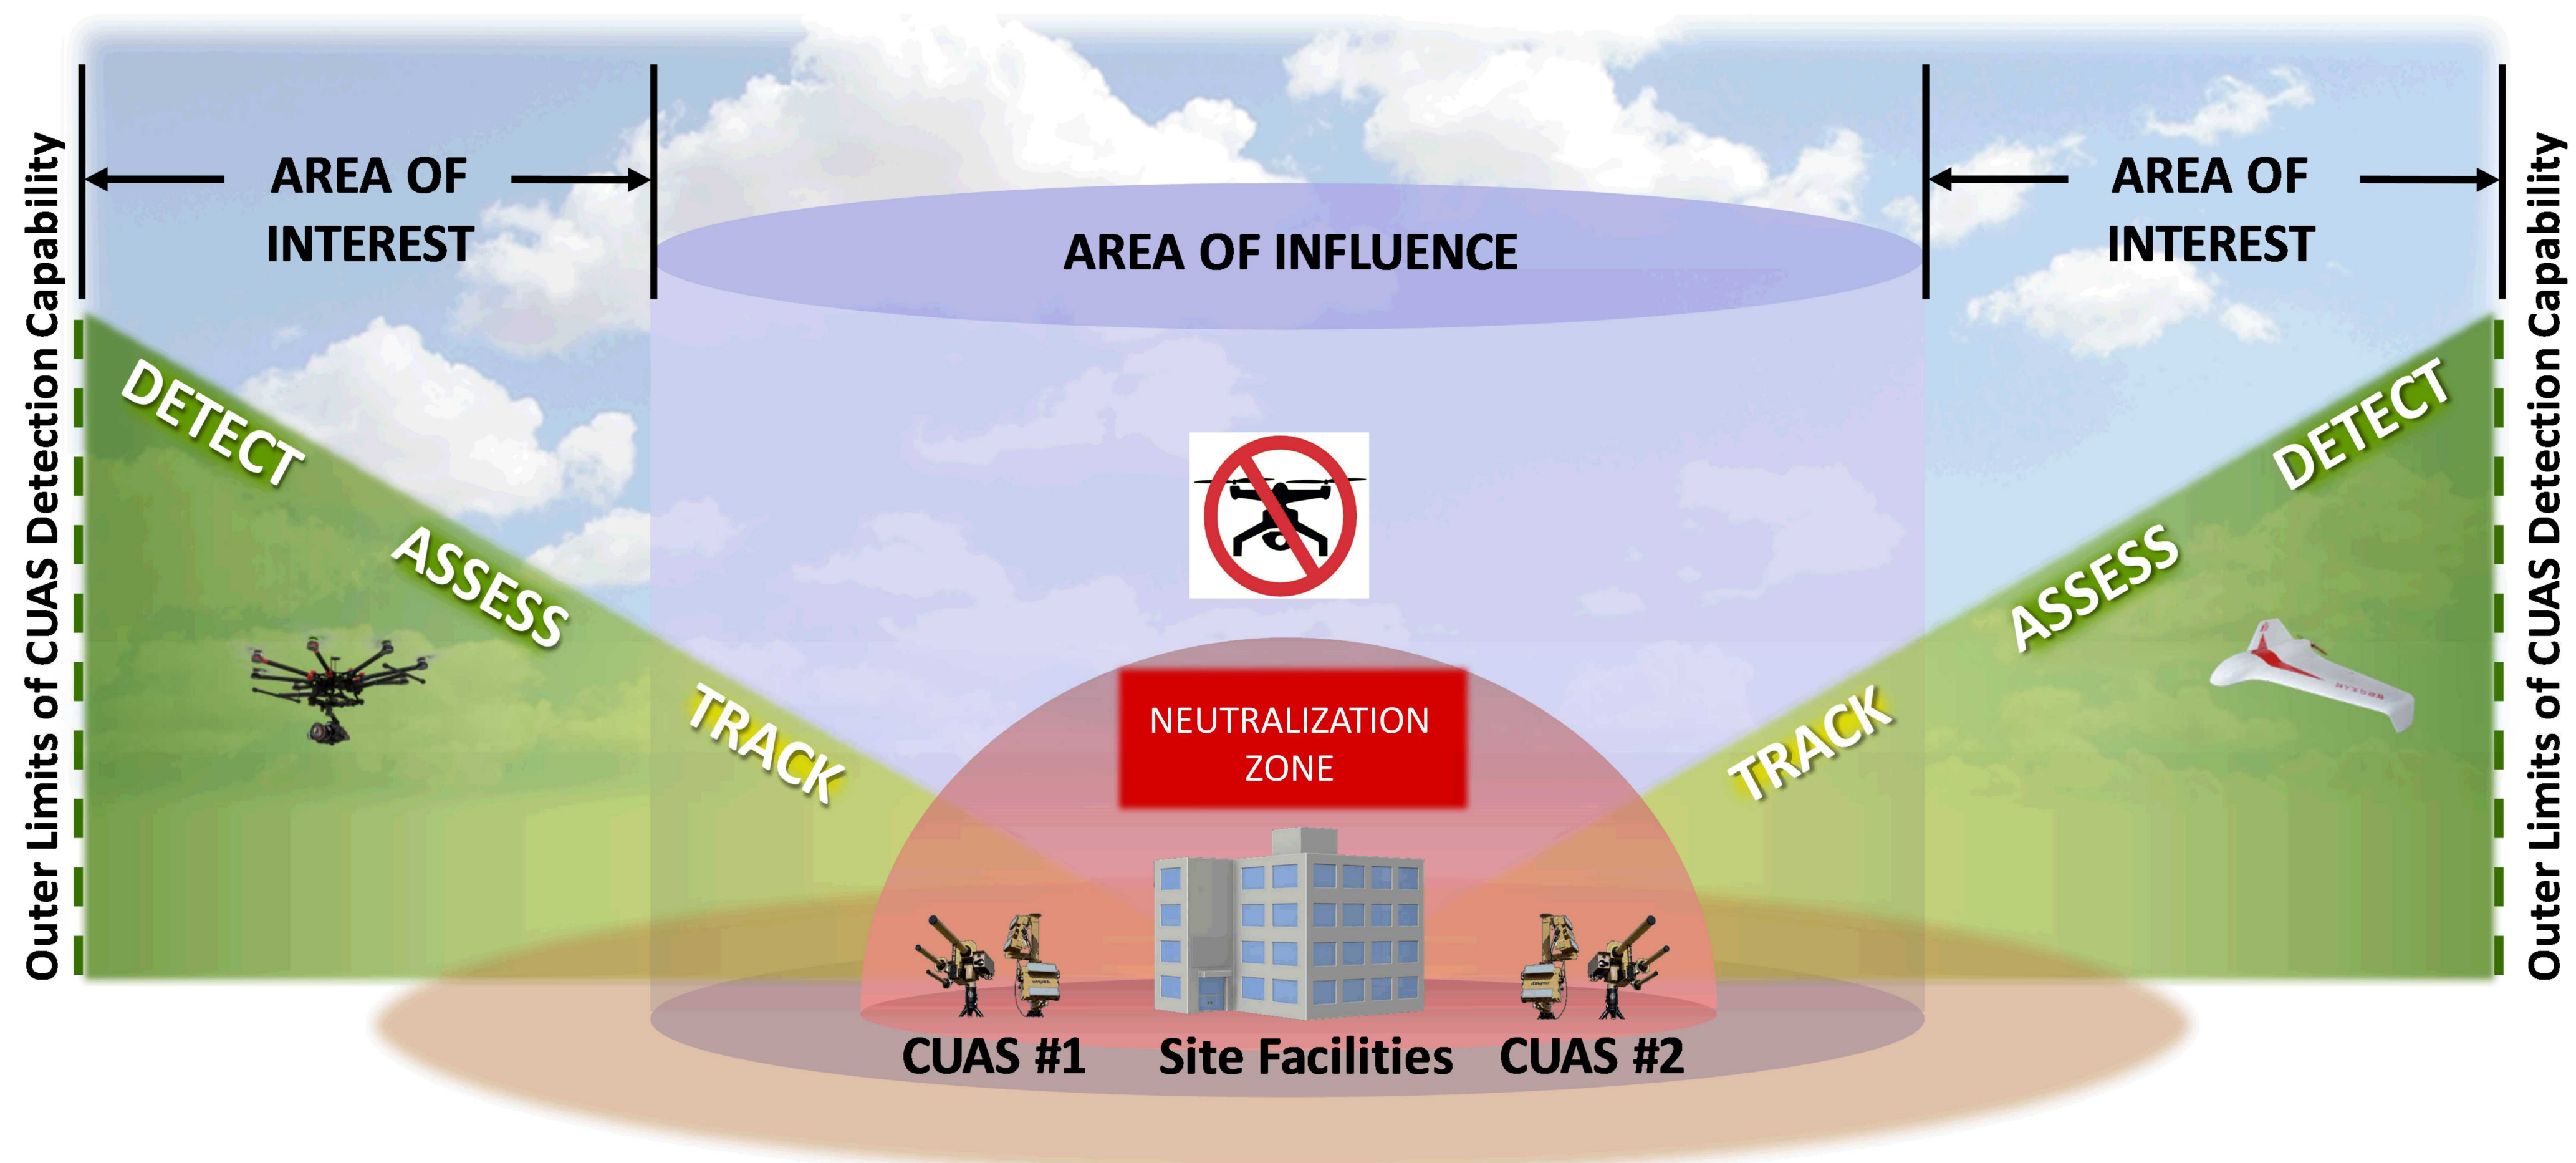 Outer Limits of CUAS Detection Capability
AREA OF
INTEREST
AREA OF INFLUENCE
AREA OF
INTEREST
Outer Limits of CUAS Detection Capability
DETECT
DETECT
ASSESS
ASSESS
TRACK
TRACK
NEUTRALIZATION
ZONE
CUAS #1
Site Facilities
CUAS #2